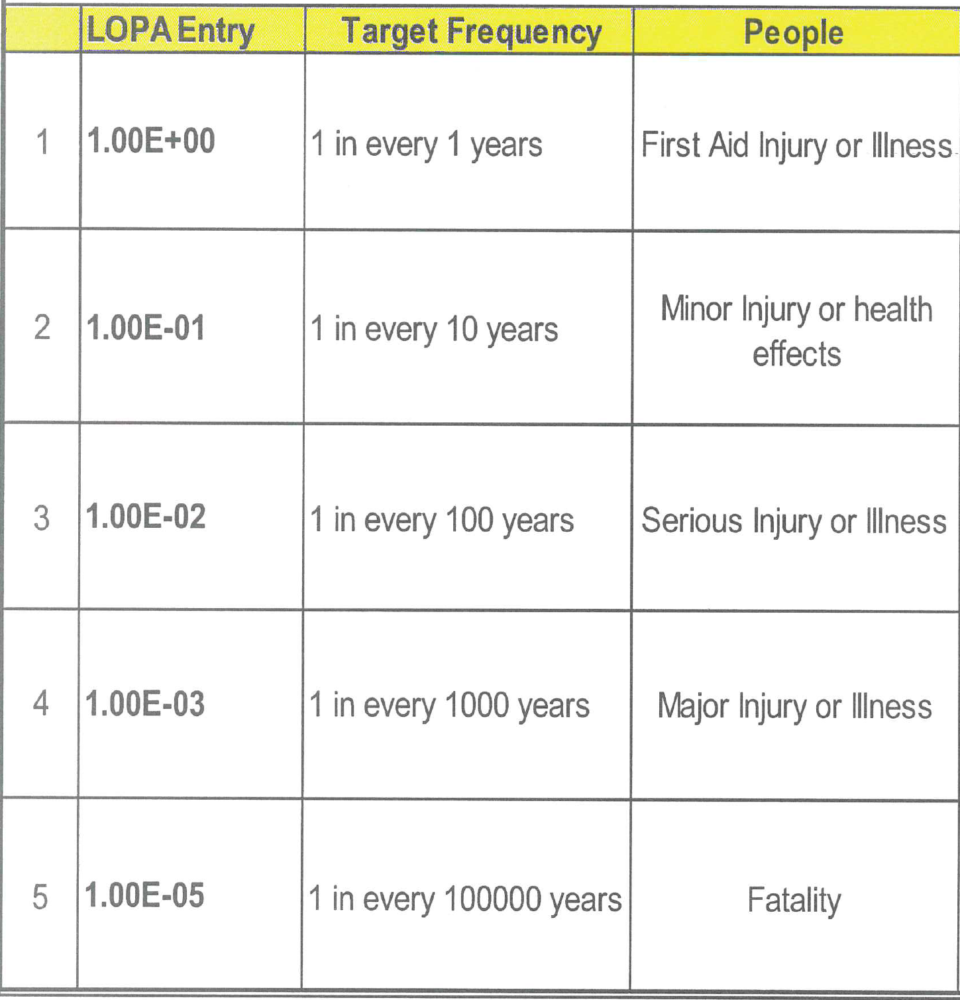 LOPA Entry Target Frequency People
1 1.00E+00 1 in every 1 years First Aid Injury or Illness
2 1.00E-01 1 in every 10 years Minor Injury or health
effects
3 1.00E-02 1 in every 100 years Serious Injury or Illness
4 1.00E-03 1 in every 1000 years Major Injury or Illness
5 1.00E-05 1 in every 100000 years Fatality